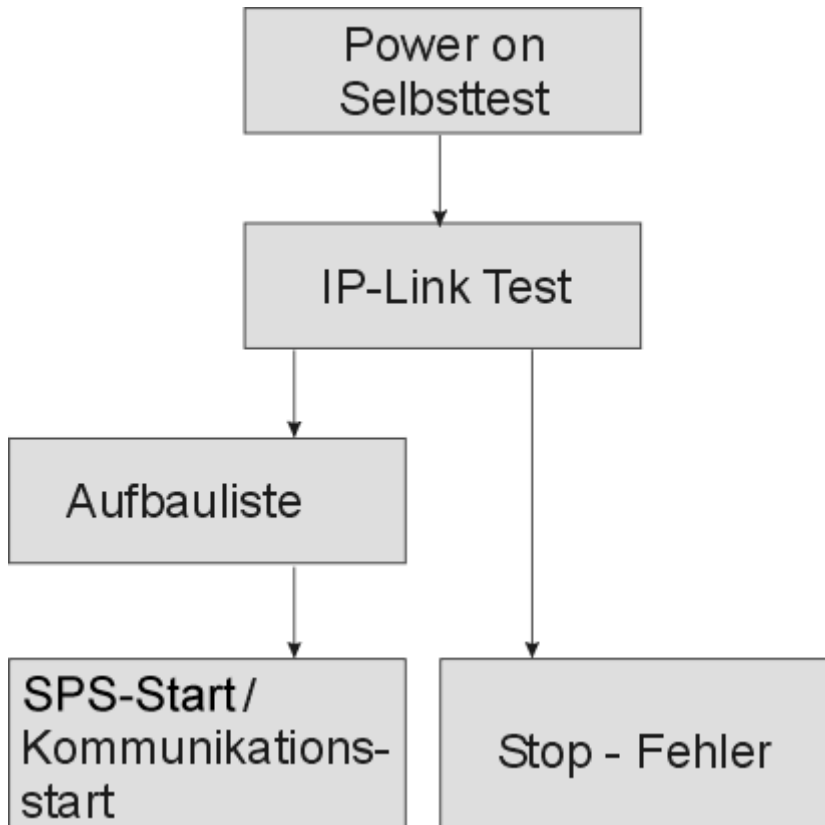 Power on
Selbsttest
IP-Link Test
Aufbauliste
SPS-Start/
Kommunikations-
start
Stop - Fehler